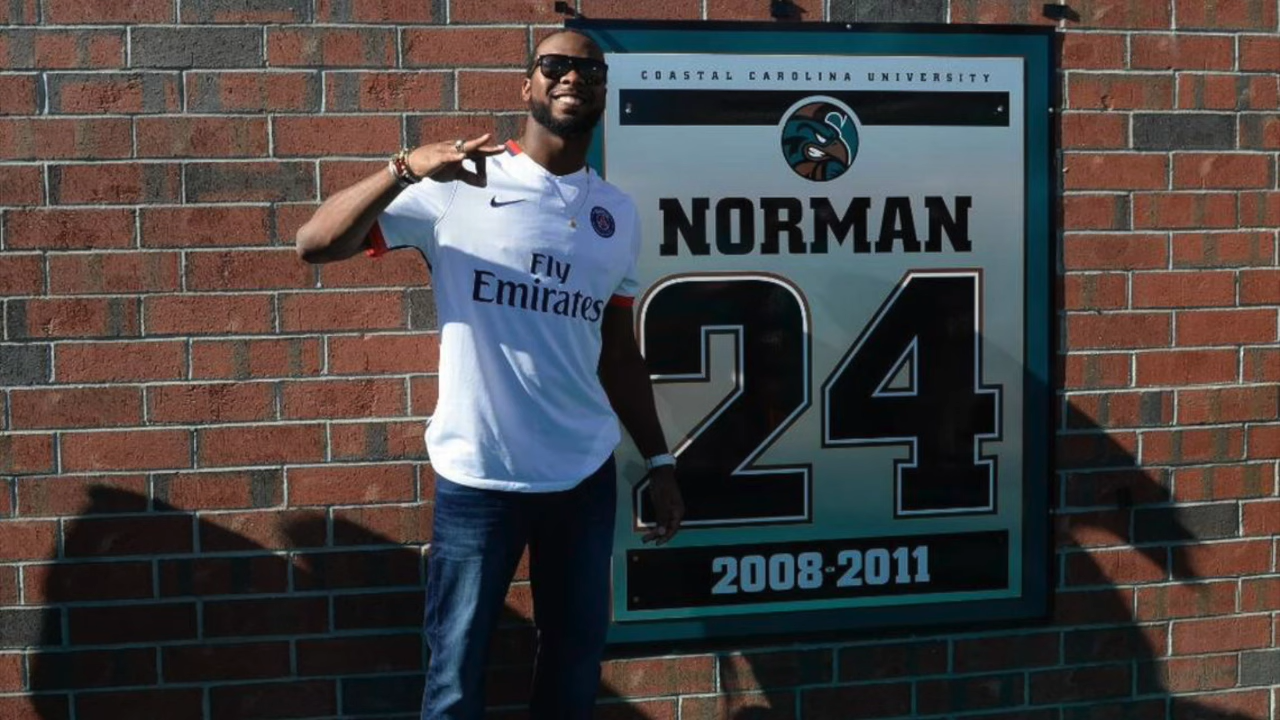 COASTAL CAROLINA UNIVERSITY
NORMAN
24
2008-2011
Fly
Emirates